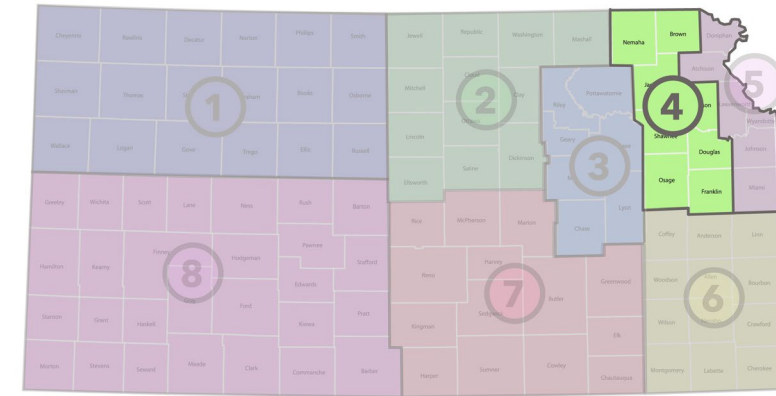 Cheyenne Rawlins Decatur Norton Phillips Smith Jewell Republic Washington Marshall Nemaha Brown Doniphan
Sherman Thomas Graham Rooks Osborne Mitchell Cloud Clay Riley Pottawatomie Atchison
1 2 3 4 5
Wallace Logan Gove Trego Ellis Russell Lincoln Ottawa Geary Shawnee Douglas Wyandotte Johnson
Ellsworth Saline Dickinson Osage Franklin Miami
Greeley Wichita Scott Lane Ness Rush Barton Rice McPherson Marion Chase Lyon Coffey Anderson Linn
Hamilton Kearny Finney Hodgeman Pawnee Stafford Reno Harvey Butler Greenwood Woodson Allen Bourbon
8 7 6
Stanton Grant Haskell Gray Ford Edwards Kiowa Pratt Kingman Sedgwick Elk Wilson Crawford
Morton Stevens Seward Meade Clark Comanche Barber Harper Sumner Cowley Chautauqua Montgomery Labette Cherokee